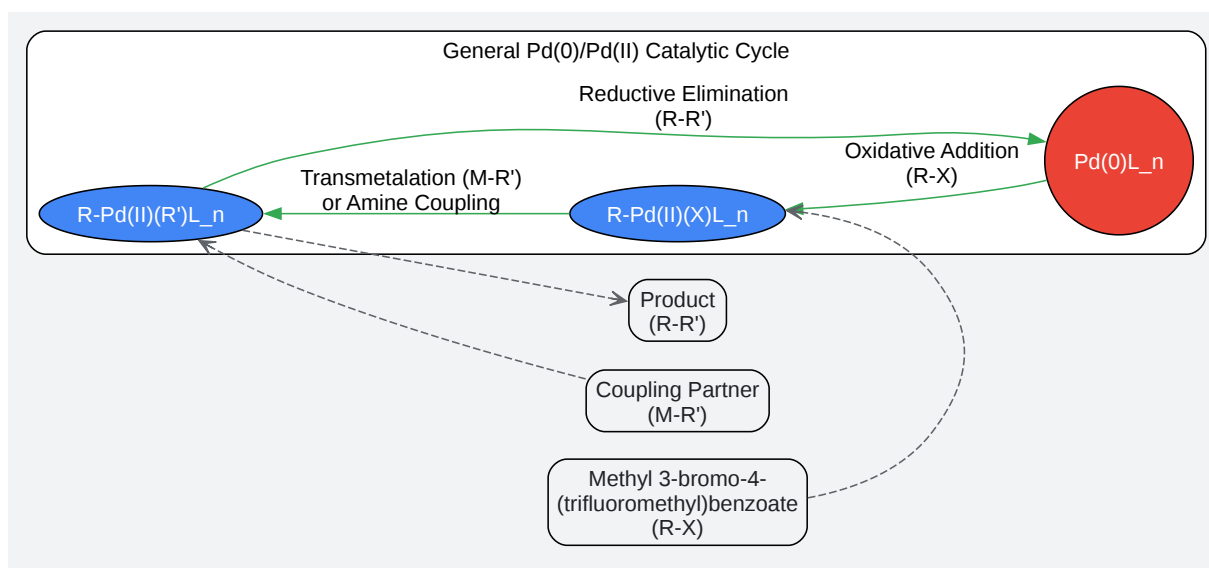 General Pd(0)/Pd(II) Catalytic Cycle
Reductive Elimination
(R-R')
Oxidative Addition
(R-X)
Pd(0)L_n
Transmetalation (M-R')
or Amine Coupling
R-Pd(II)(R')L_n
R-Pd(II)(X)L_n
Product
(R-R')
Coupling Partner
(M-R')
Methyl 3-bromo-4-
(trifluoromethyl)benzoate
(R-X)